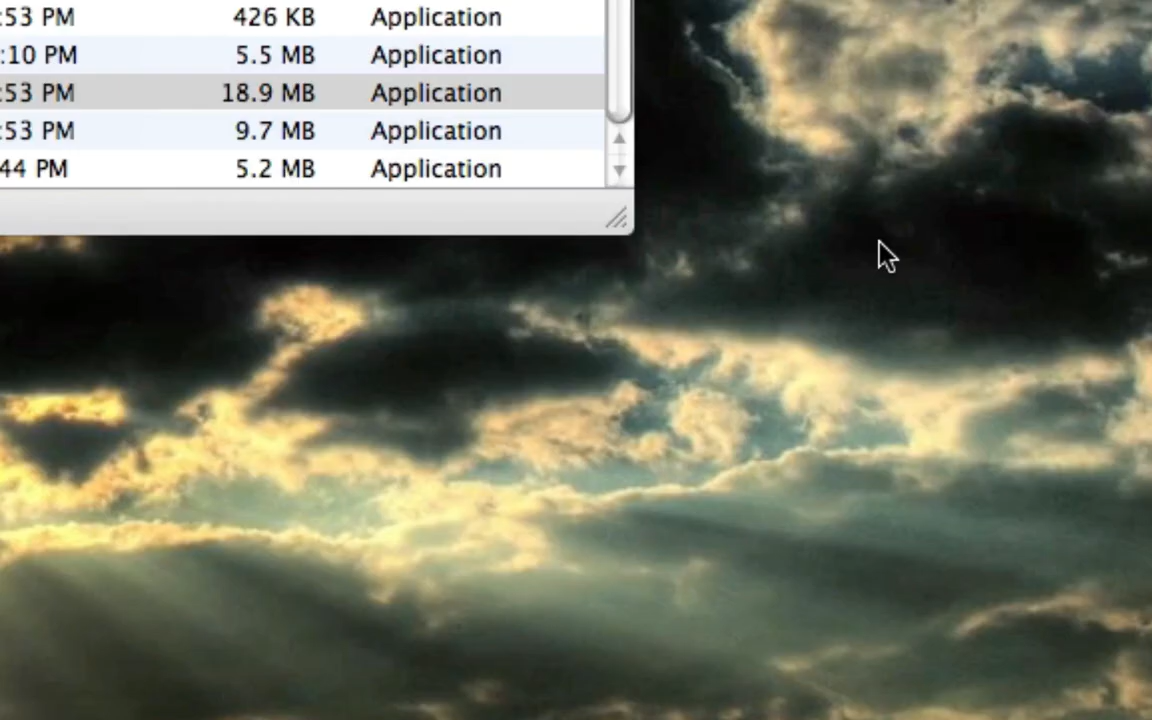 :53 PM 426 KB Application
:10 PM 5.5 MB Application
:53 PM 18.9 MB Application
:53 PM 9.7 MB Application
44 PM 5.2 MB Application